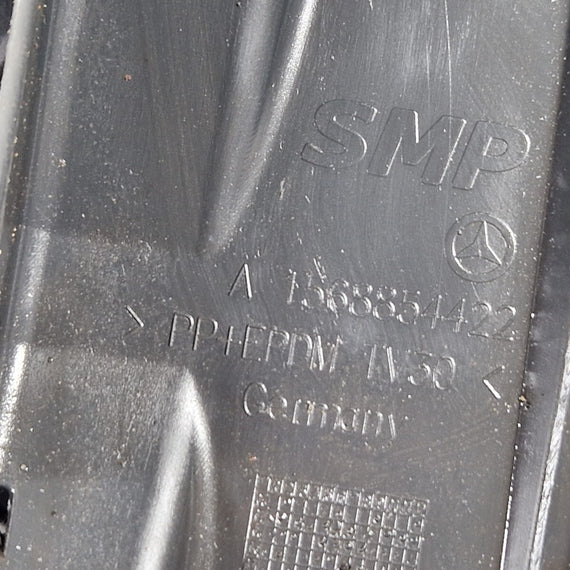 SMP
A 1568854422
> PP+EPDM TV30 <
Germany